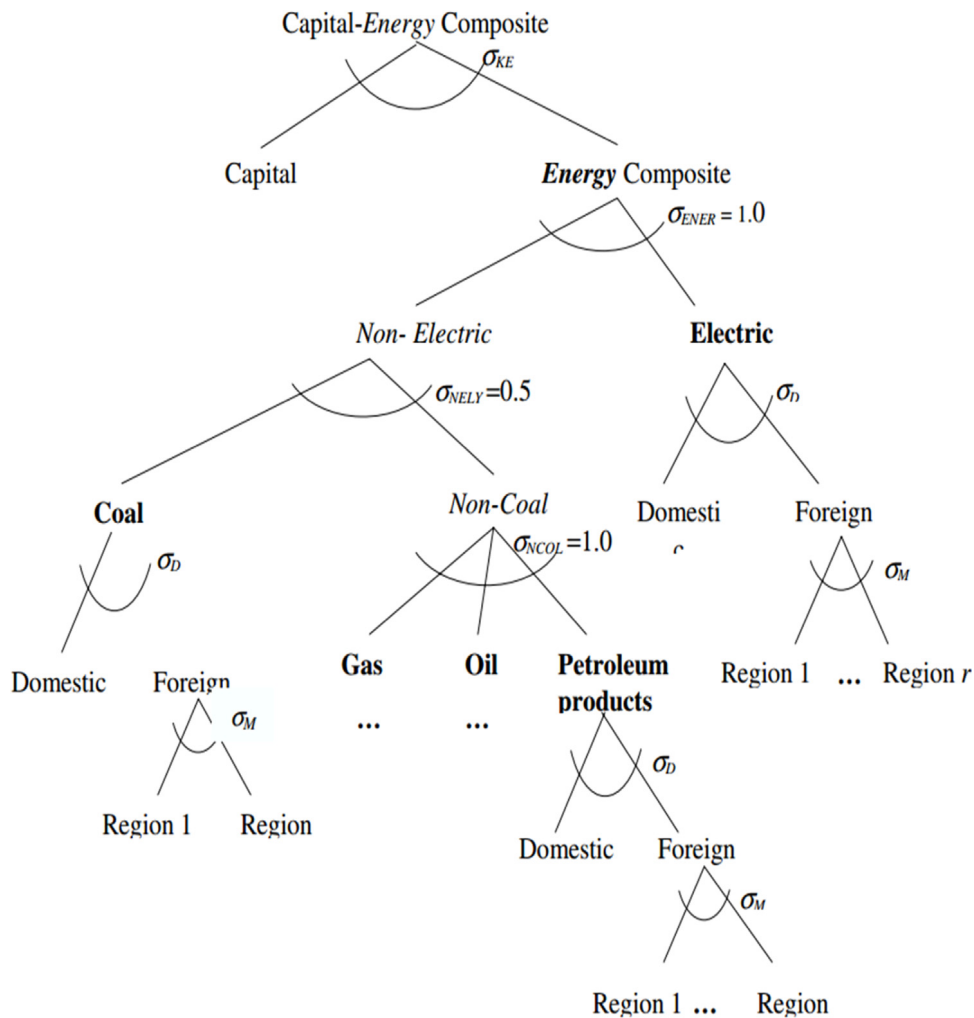 Capital-Energy Composite
σKE
Capital
Energy Composite
σENER = 1.0
Non- Electric
Electric
σNELY=0.5
σD
Coal
Non-Coal
Domesti
Foreign
σD
σNCOL=1.0
σM
Domestic
Foreign
Gas
Oil
Petroleum
products
Region 1
...
Region r
σM
...
...
σD
Region 1
Region
Domestic
Foreign
σM
Region 1
...
Region